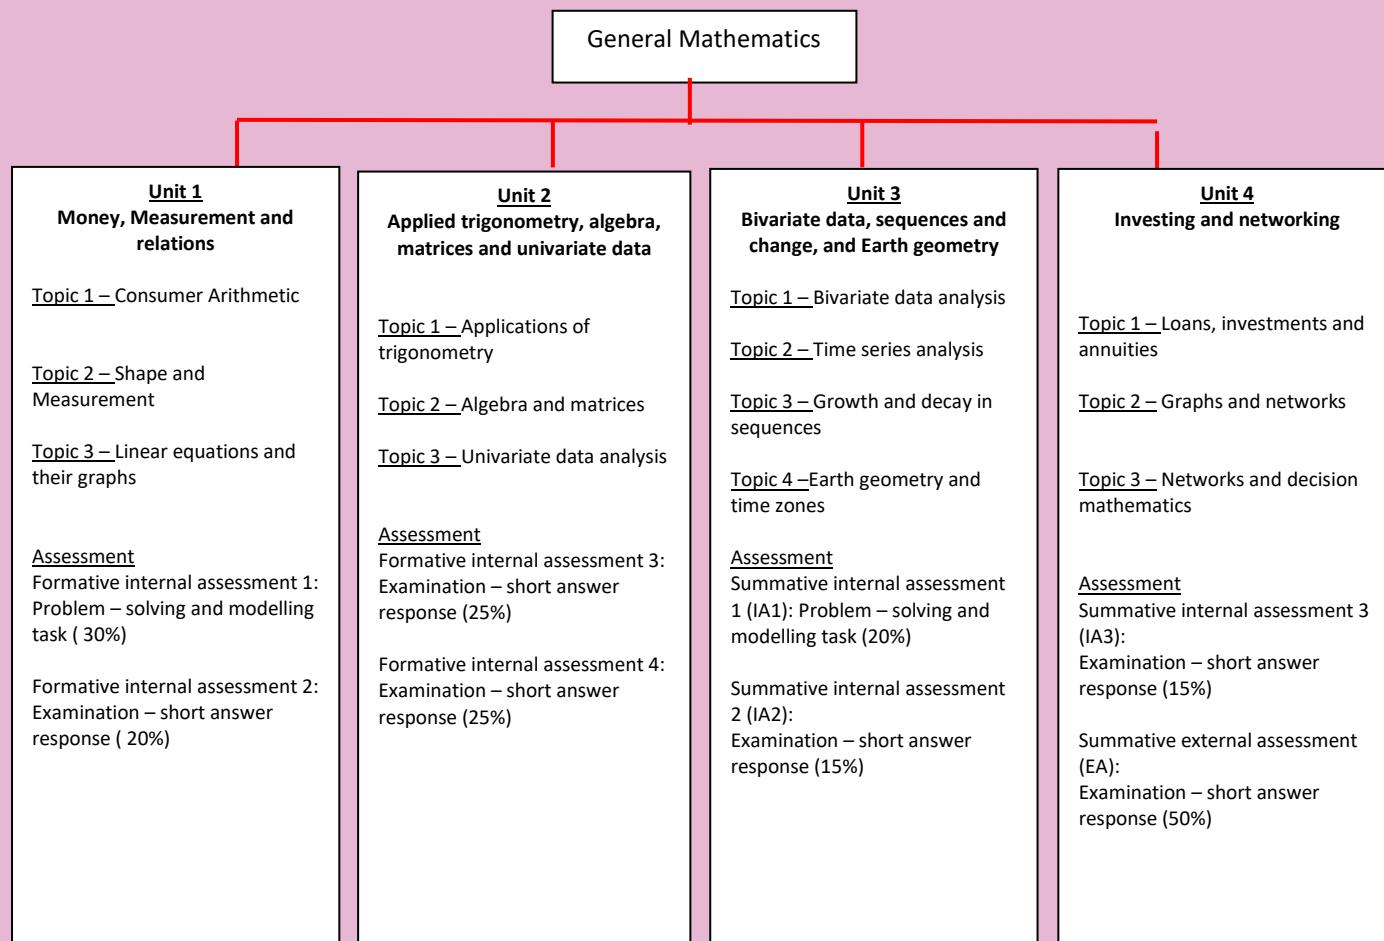 General Mathematics
Unit 1
Money, Measurement and
relations
Topic 1 – Consumer Arithmetic
Topic 2 – Shape and
Measurement
Topic 3 – Linear equations and
their graphs
Assessment
Formative internal assessment 1:
Problem – solving and modelling
task ( 30%)
Formative internal assessment 2:
Examination – short answer
response ( 20%)
Unit 2
Applied trigonometry, algebra,
matrices and univariate data
Topic 1 – Applications of
trigonometry
Topic 2 – Algebra and matrices
Topic 3 – Univariate data analysis
Assessment
Formative internal assessment 3:
Examination – short answer
response (25%)
Formative internal assessment 4:
Examination – short answer
response (25%)
Unit 3
Bivariate data, sequences and
change, and Earth geometry
Topic 1 – Bivariate data analysis
Topic 2 – Time series analysis
Topic 3 – Growth and decay in
sequences
Topic 4 –Earth geometry and
time zones
Assessment
Summative internal assessment
1 (IA1): Problem – solving and
modelling task (20%)
Summative internal assessment
2 (IA2):
Examination – short answer
response (15%)
Unit 4
Investing and networking
Topic 1 – Loans, investments and
annuities
Topic 2 – Graphs and networks
Topic 3 – Networks and decision
mathematics
Assessment
Summative internal assessment 3
(IA3):
Examination – short answer
response (15%)
Summative external assessment
(EA):
Examination – short answer
response (50%)